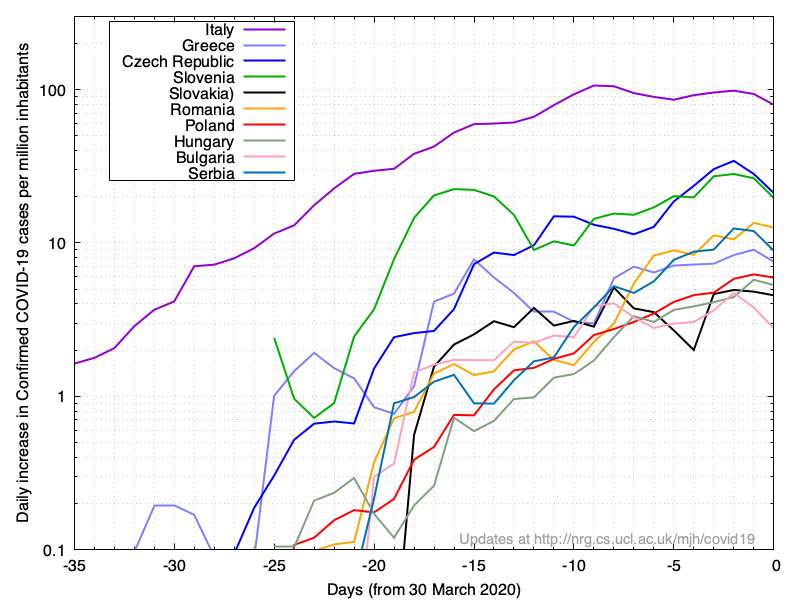 Italy
Greece
Czech Republic
Slovenia
Slovakia)
Romania
Poland
Hungary
Bulgaria
Serbia
Daily increase in Confirmed COVID-19 cases per million inhabitants
100
10
1
0.1
Updates at http://nrg.cs.ucl.ac.uk/mjh/covid19
-35 -30 -25 -20 -15 -10 -5 0
Days (from 30 March 2020)